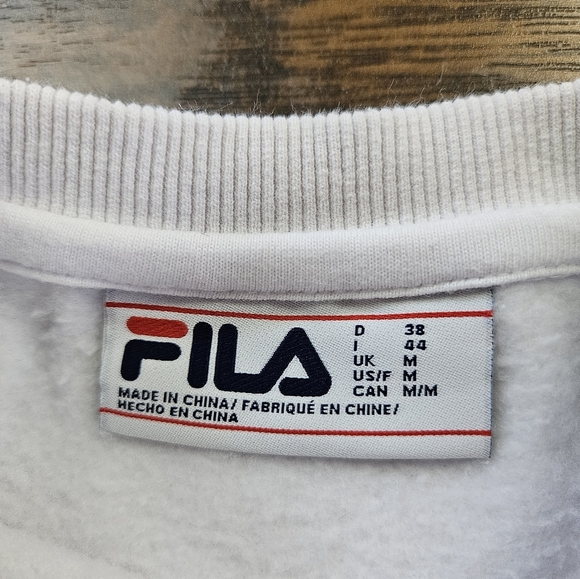 FILA
D 38
I 44
UK M
US/F M
CAN M/M
MADE IN CHINA/ FABRIQUÉ EN CHINE/
HECHO EN CHINA